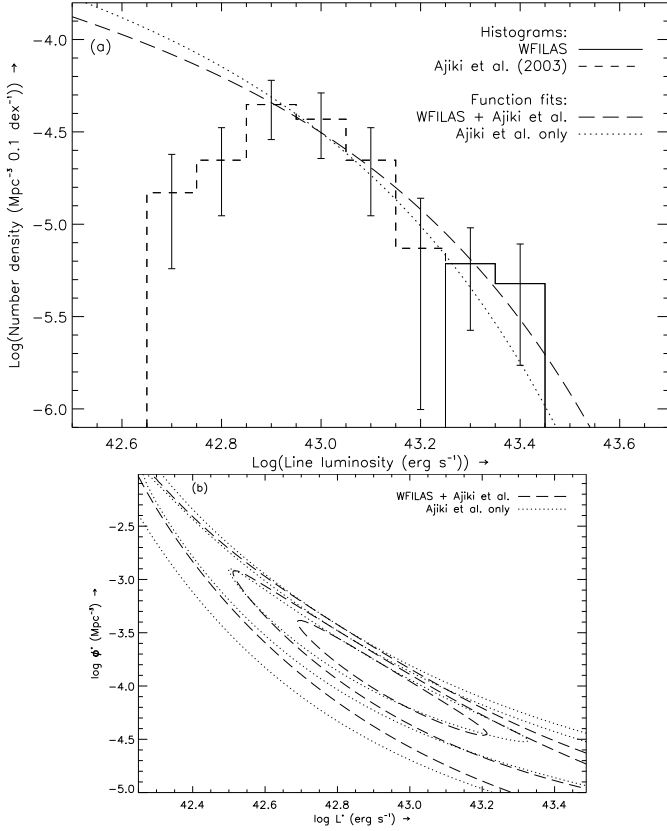 (a)
Histograms:
WFILAS
Ajiki et al. (2003)
Function fits:
WFILAS + Ajiki et al.
Ajiki et al. only
Log(Number density (Mpc⁻³ 0.1 dex⁻¹)) →
-4.0
-4.5
-5.0
-5.5
-6.0
42.6 42.8 43.0 43.2 43.4 43.6
Log(Line luminosity (erg s⁻¹)) →
(b)
WFILAS + Ajiki et al.
Ajiki et al. only
log ϕ* (Mpc⁻³) →
-2.5
-3.0
-3.5
-4.0
-4.5
-5.0
42.4 42.6 42.8 43.0 43.2 43.4
log L* (erg s⁻¹) →